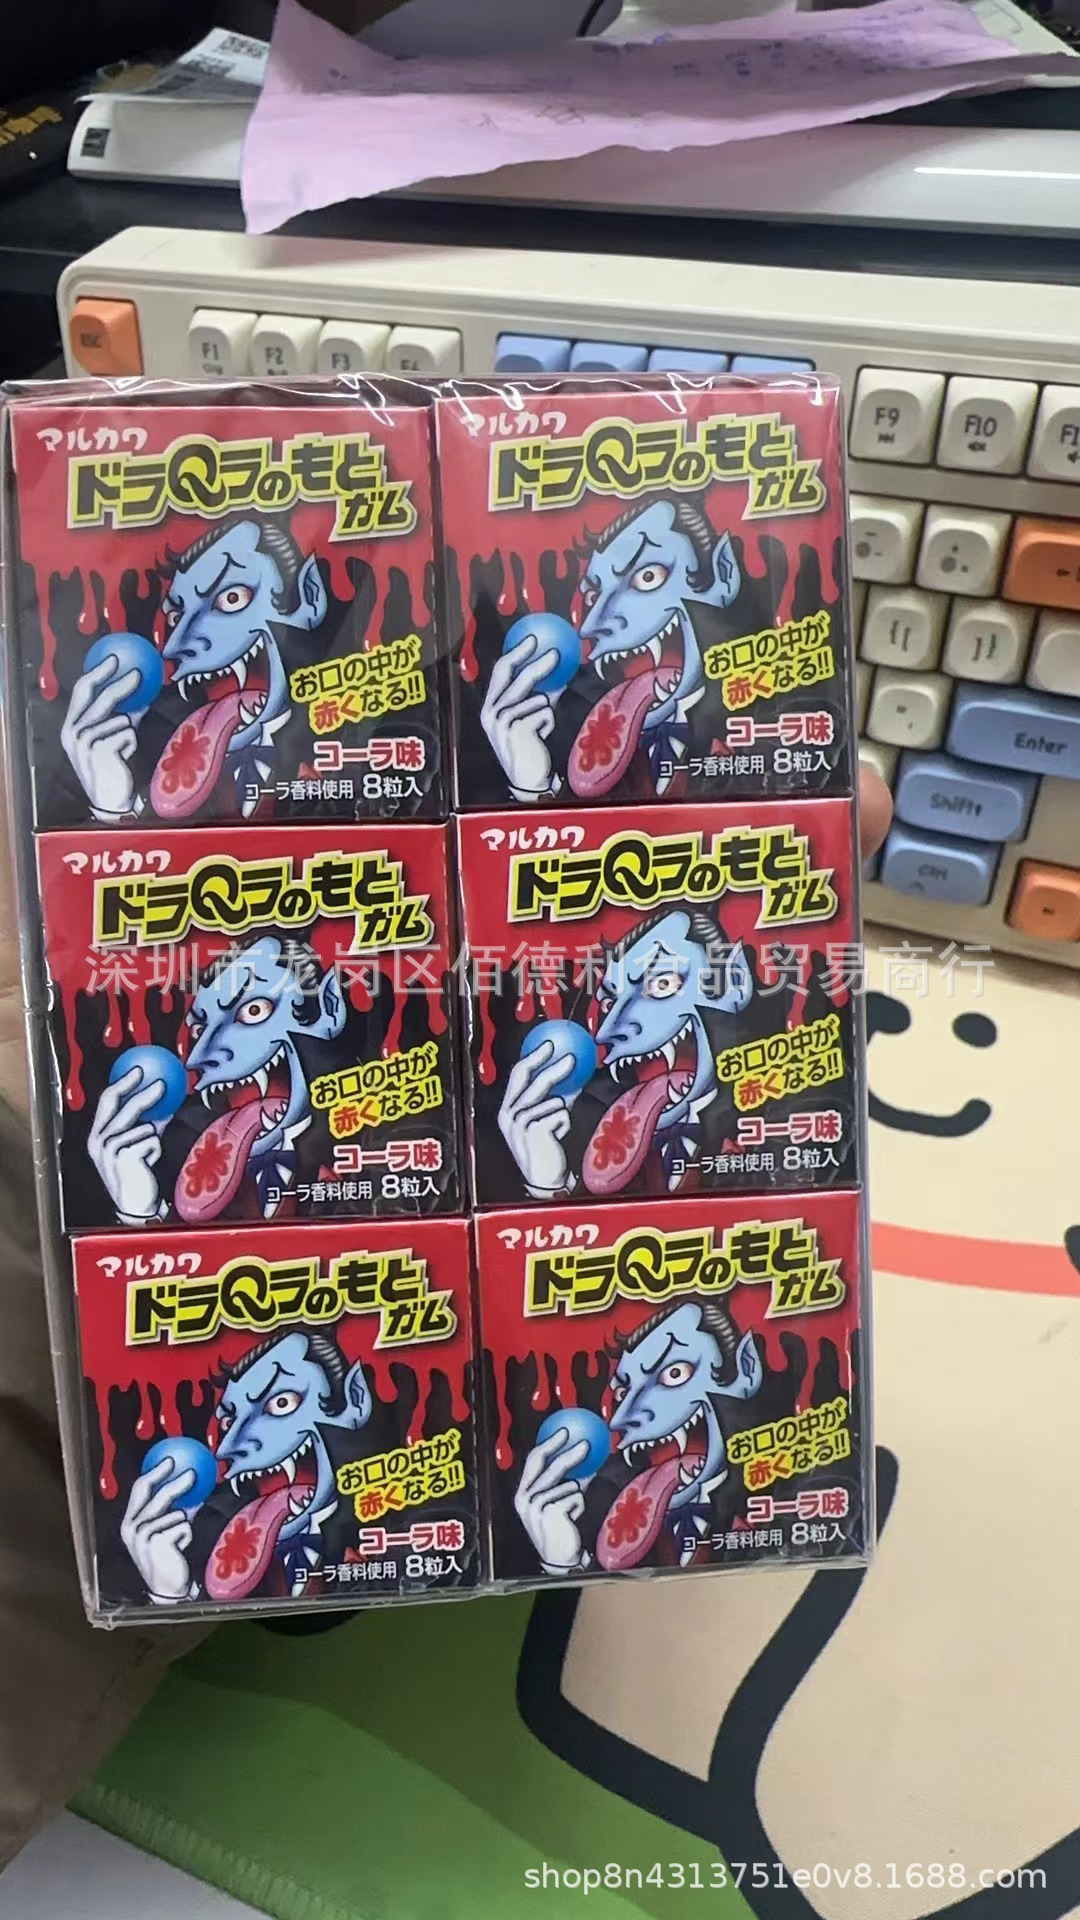 ESC
F1
F2
F3
F4
F9
F10
マルカワ
ドラQラのもと
ガム
お口の中が
赤くなる!!
コーラ味
コーラ香料使用 8粒入
マルカワ
ドラQラのもと
ガム
お口の中が
赤くなる!!
コーラ味
コーラ香料使用 8粒入
{ [
] }
Enter
Shift
Ctrl
マルカワ
ドラQラのもと
ガム
お口の中が
赤くなる!!
コーラ味
コーラ香料使用 8粒入
マルカワ
ドラQラのもと
ガム
お口の中が
赤くなる!!
コーラ味
コーラ香料使用 8粒入
深圳市龙岗区佰德利食品贸易商行
マルカワ
ドラQラのもと
ガム
お口の中が
赤くなる!!
コーラ味
コーラ香料使用 8粒入
マルカワ
ドラQラのもと
ガム
お口の中が
赤くなる!!
コーラ味
コーラ香料使用 8粒入
shop8n4313751e0v8.1688.com